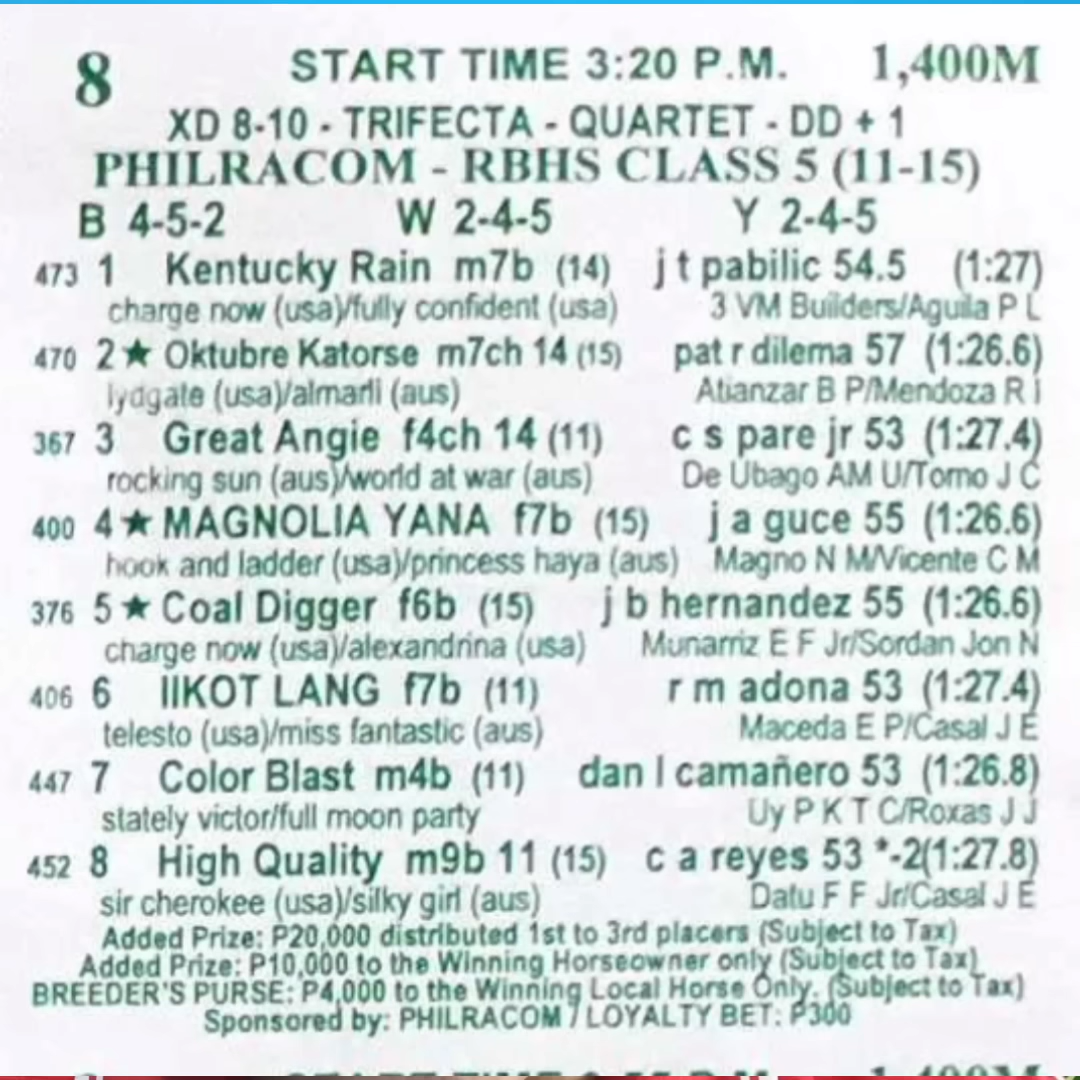 8 START TIME 3:20 P.M. 1,400M
XD 8-10 - TRIFECTA - QUARTET - DD + 1
PHILRACOM - RBHS CLASS 5 (11-15)
B 4-5-2 W 2-4-5 Y 2-4-5
473 1 Kentucky Rain m7b (14) j t pabilic 54.5 (1:27)
charge now (usa)/fully confident (usa) 3 VM Builders/Aguila P L
470 2★ Oktubre Katorse m7ch 14 (15) pat r dilema 57 (1:26.6)
lydgate (usa)/almarli (aus) Atianzar B P/Mendoza R I
367 3 Great Angie f4ch 14 (11) c s pare jr 53 (1:27.4)
rocking sun (aus)/world at war (aus) De Ubago AM U/Torno J C
400 4★ MAGNOLIA YANA f7b (15) j a guce 55 (1:26.6)
hook and ladder (usa)/princess haya (aus) Magno N M/Vicente C M
376 5★ Coal Digger f6b (15) j b hernandez 55 (1:26.6)
charge now (usa)/alexandrina (usa) Munarriz E F Jr/Sordan Jon N
406 6 IIKOT LANG f7b (11) r m adona 53 (1:27.4)
telesto (usa)/miss fantastic (aus) Maceda E P/Casal J E
447 7 Color Blast m4b (11) dan l camañero 53 (1:26.8)
stately victor/full moon party Uy P K T C/Roxas J J
452 8 High Quality m9b 11 (15) c a reyes 53 *-2(1:27.8)
sir cherokee (usa)/silky girl (aus) Datu F F Jr/Casal J E
Added Prize: P20,000 distributed 1st to 3rd placers (Subject to Tax)
Added Prize: P10,000 to the Winning Horseowner only (Subject to Tax)
BREEDER'S PURSE: P4,000 to the Winning Local Horse Only. (Subject to Tax)
Sponsored by: PHILRACOM / LOYALTY BET: P300